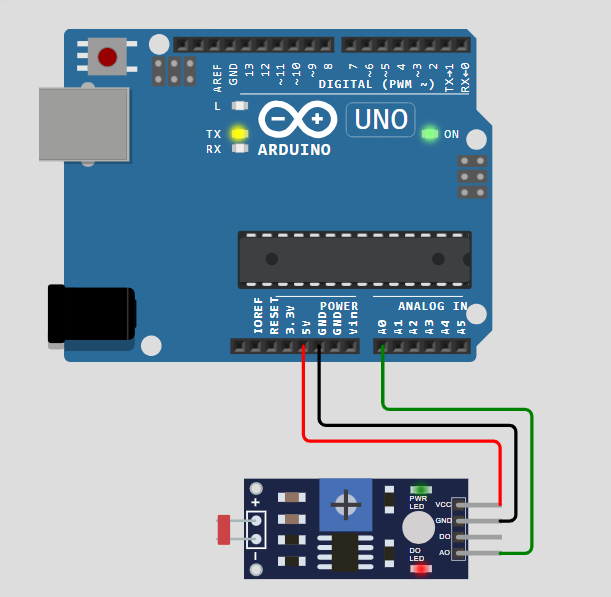 AREF
GND
13
12
~11
~10
~9
8
7
~6
~5
4
~3
2
TX→1
RX←0
DIGITAL (PWM ~)
L
TX
RX
UNO
ON
ARDUINO
POWER
ANALOG IN
IOREF
RESET
3.3V
5V
GND
GND
Vin
A0
A1
A2
A3
A4
A5
+
PWR
LED
VCC
GND
DO
AO
DO
LED